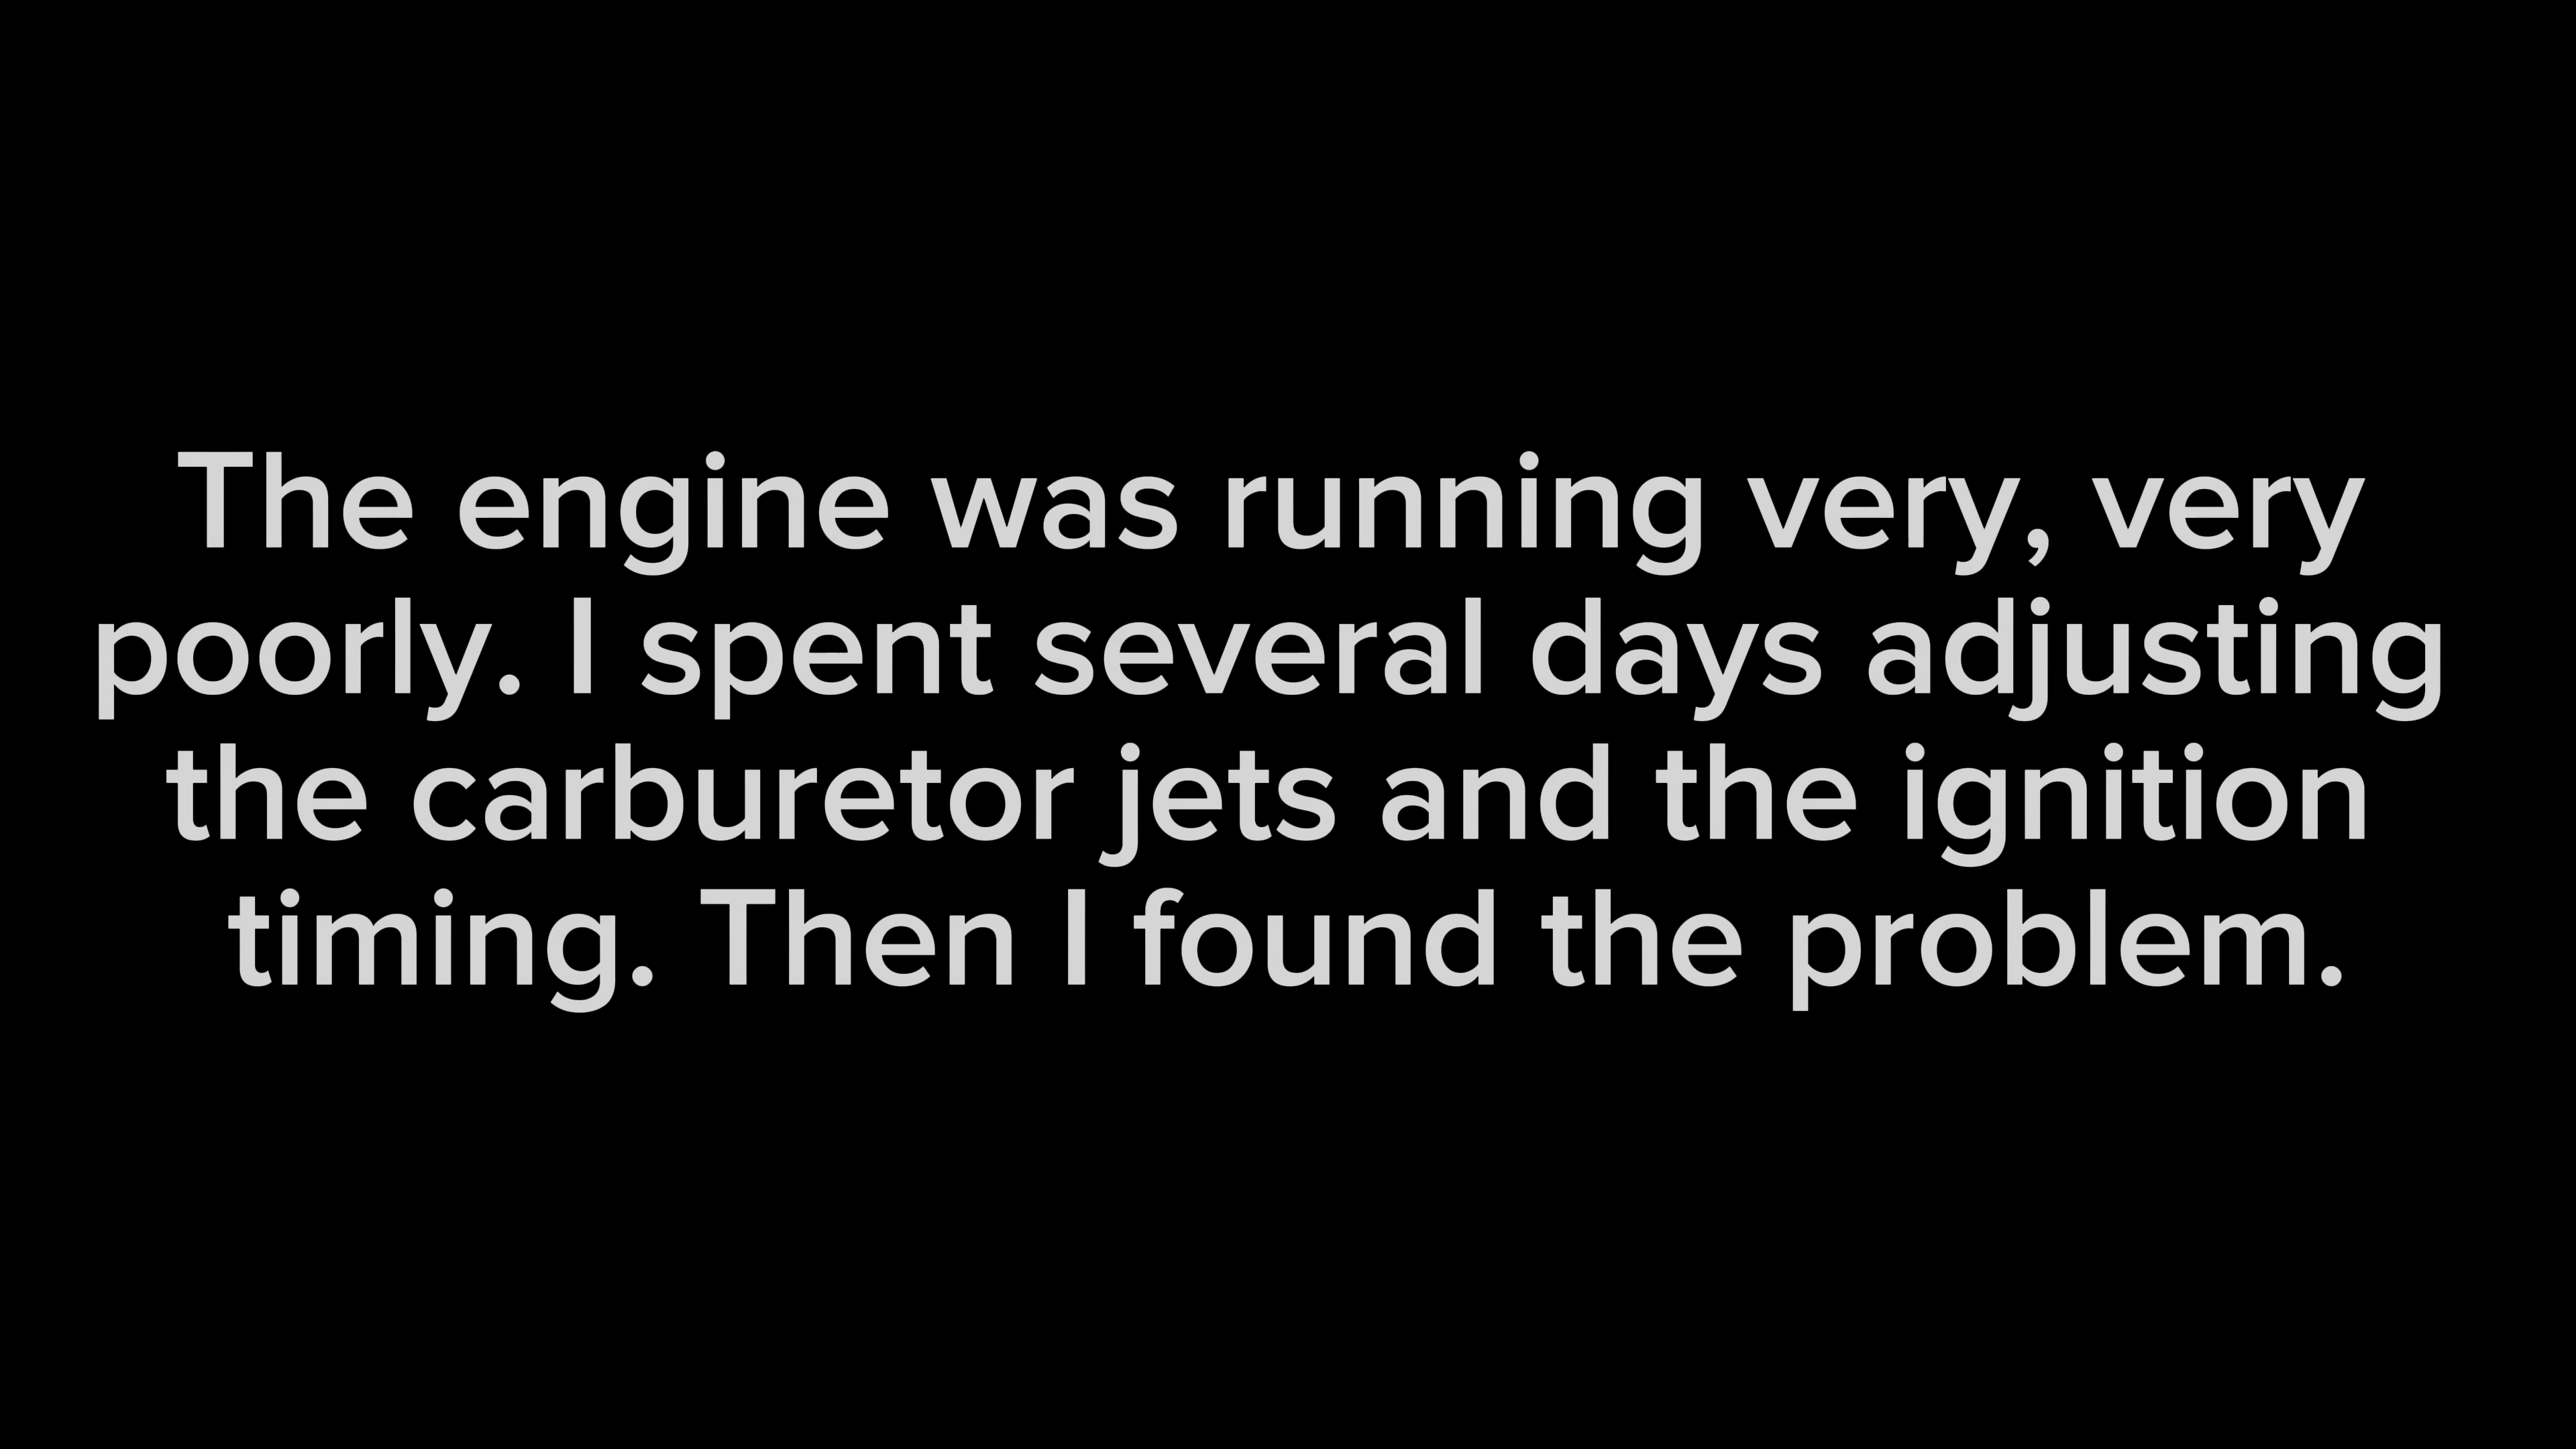 The engine was running very, very
poorly. I spent several days adjusting
the carburetor jets and the ignition
timing. Then I found the problem.